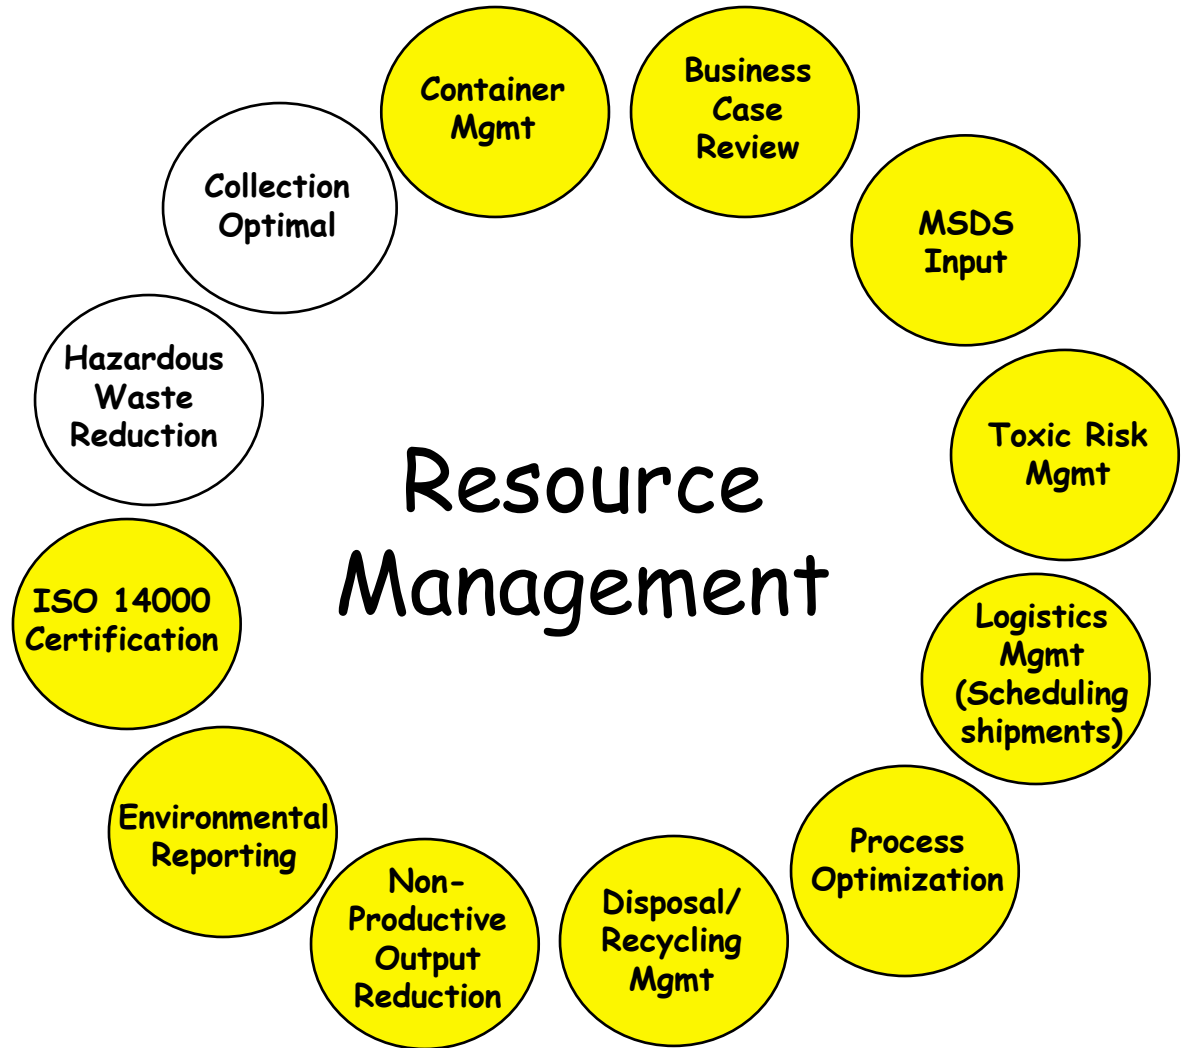 Container
Mgmt
Business
Case
Review
MSDS
Input
Toxic Risk
Mgmt
Logistics
Mgmt
(Scheduling
shipments)
Process
Optimization
Disposal/
Recycling
Mgmt
Non-
Productive
Output
Reduction
Environmental
Reporting
ISO 14000
Certification
Hazardous
Waste
Reduction
Collection
Optimal
Resource
Management